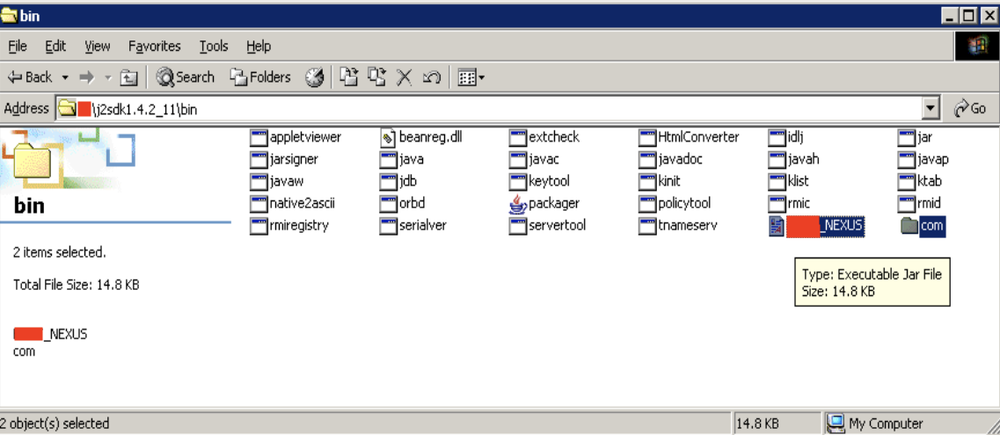 bin
File Edit View Favorites Tools Help
Back Search Folders
Address \j2sdk1.4.2_11\bin Go
appletviewer beanreg.dll extcheck HtmlConverter idlj jar
jarsigner java javac javadoc javah javap
javaw jdb keytool kinit klist ktab
native2ascii orbd packager policytool rmic rmid
rmiregistry serialver servertool tnameserv _NEXUS com
bin
2 items selected.
Total File Size: 14.8 KB
_NEXUS
com
Type: Executable Jar File
Size: 14.8 KB
2 object(s) selected 14.8 KB My Computer